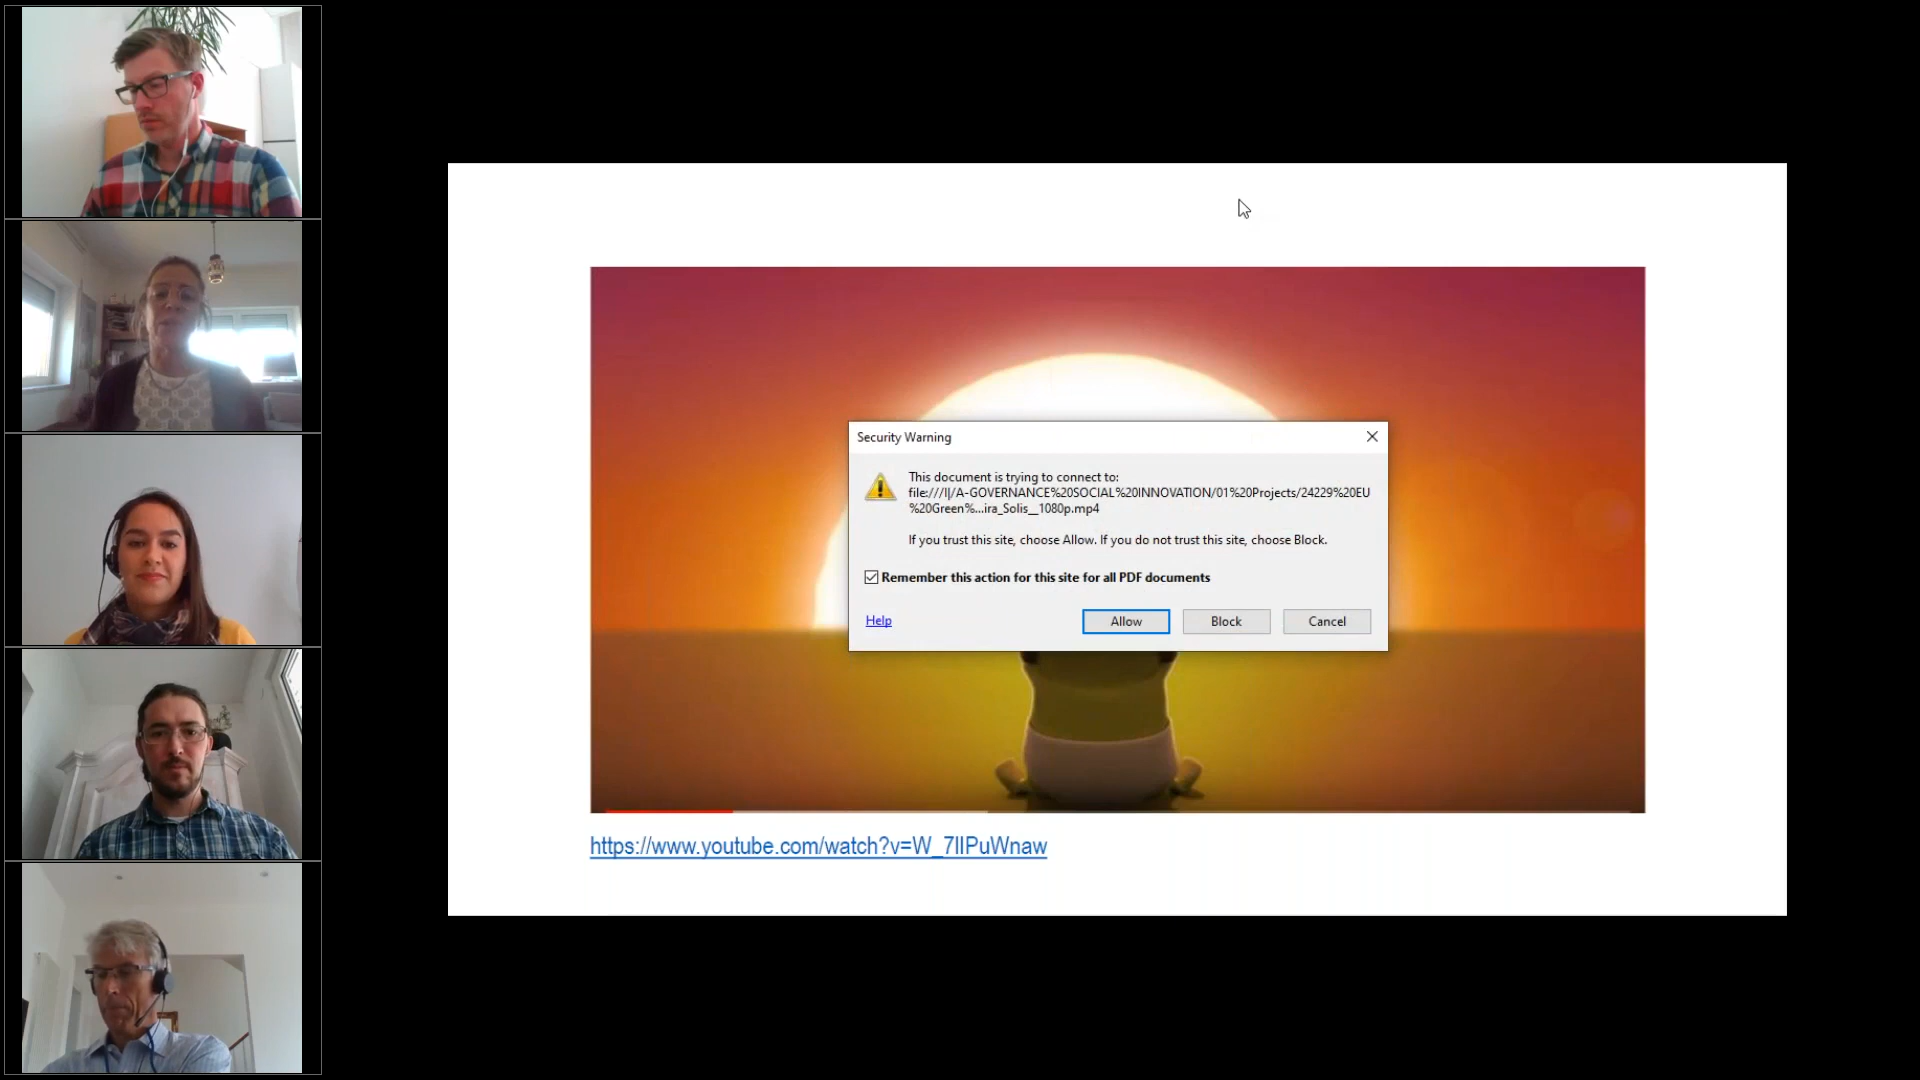 Security Warning
This document is trying to connect to:
file:///I|/A-GOVERNANCE%20SOCIAL%20INNOVATION/01%20Projects/24229%20EU
%20Green%...ira_Solis__1080p.mp4
If you trust this site, choose Allow. If you do not trust this site, choose Block.
Remember this action for this site for all PDF documents
Help
Allow
Block
Cancel
https://www.youtube.com/watch?v=W_7lIPuWnaw